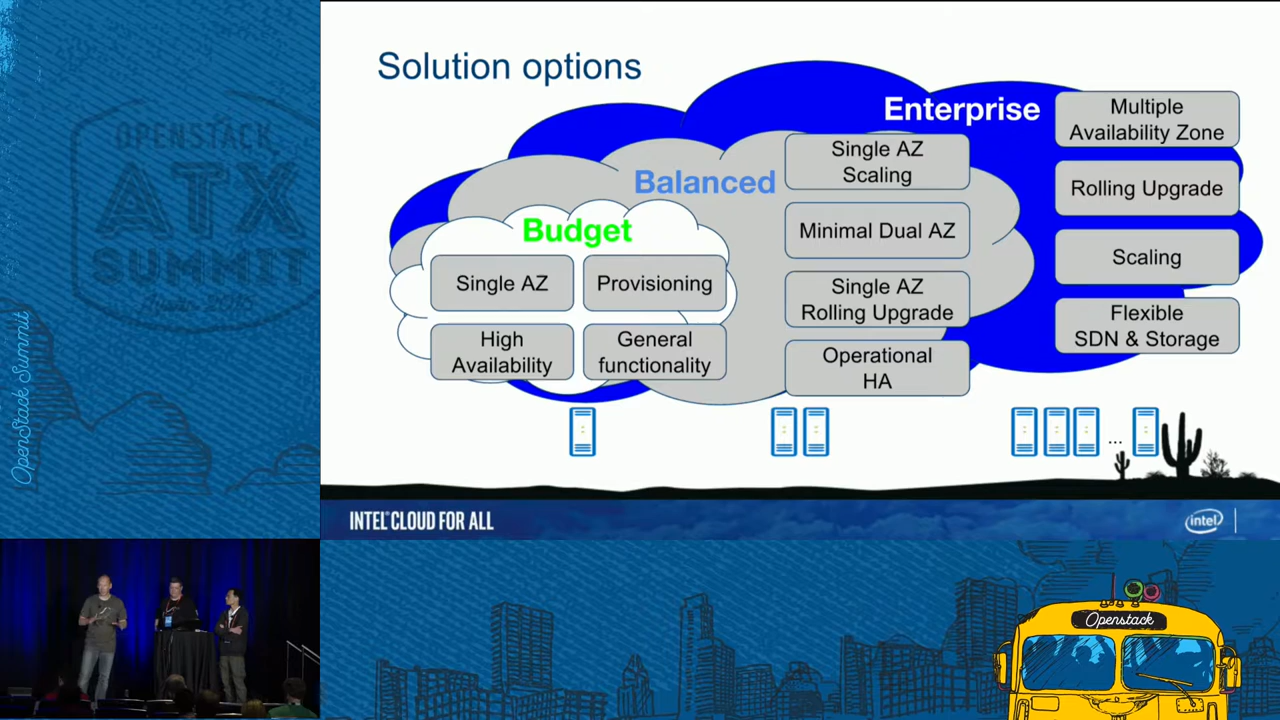 OPENSTACK
ATX
SUMMIT
OpenStack Summit
Solution options
Enterprise
Balanced
Budget
Single AZ
Provisioning
High
Availability
General
functionality
Single AZ
Scaling
Minimal Dual AZ
Single AZ
Rolling Upgrade
Operational
HA
Multiple
Availability Zone
Rolling Upgrade
Scaling
Flexible
SDN & Storage
...
INTEL CLOUD FOR ALL
intel
Openstack